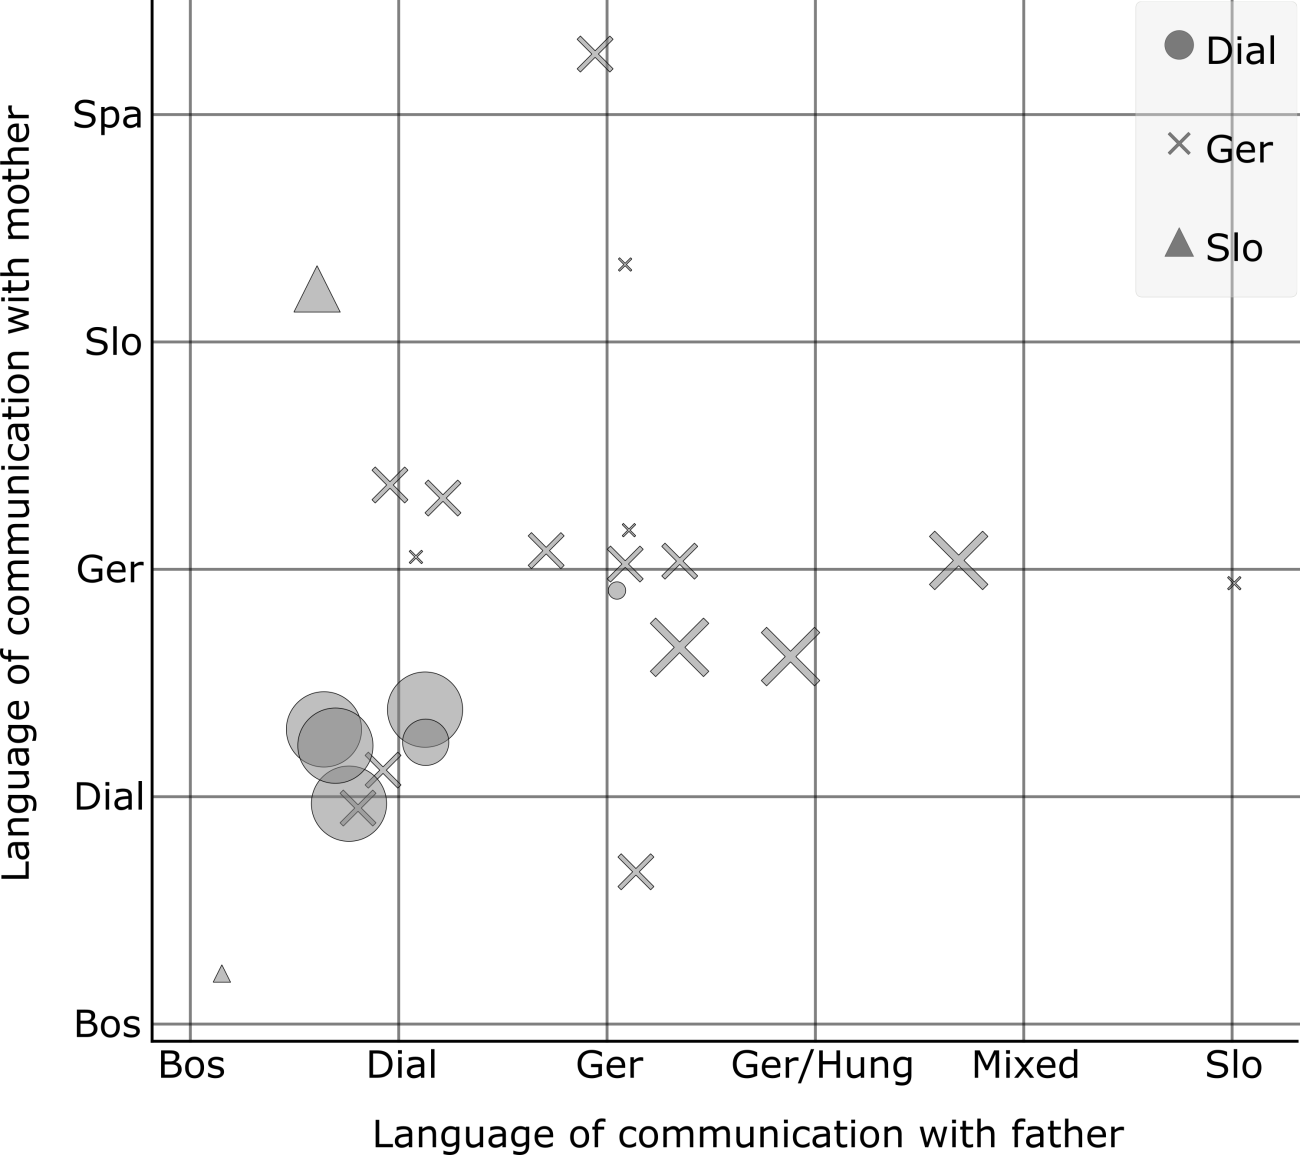 Dial
Ger
Slo
Language of communication with mother
Spa
Slo
Ger
Dial
Bos
Bos Dial Ger Ger/Hung Mixed Slo
Language of communication with father